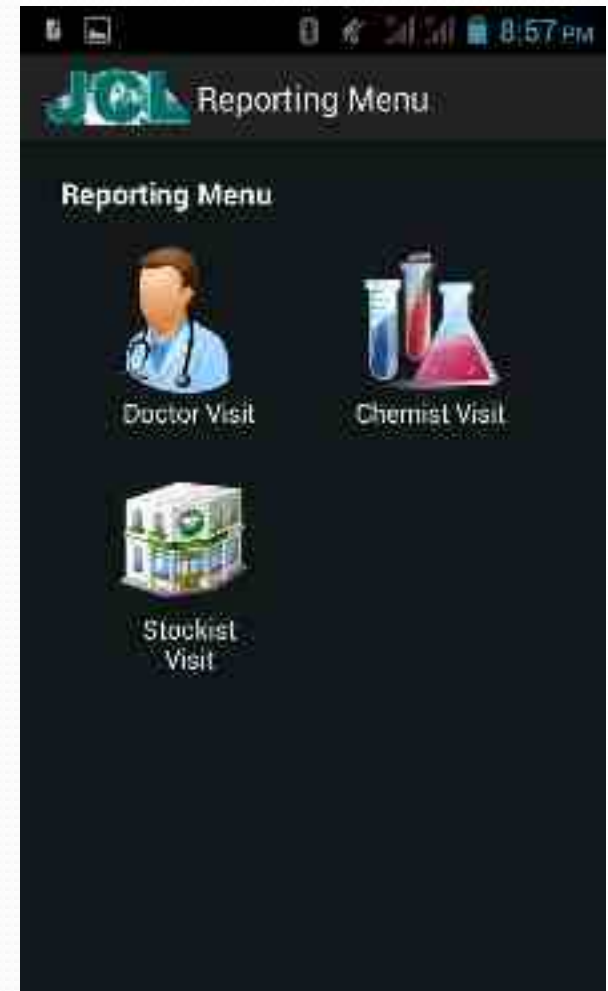 8:57 PM
JCL Reporting Menu
Reporting Menu
Doctor Visit
Chemist Visit
Stockist
Visit